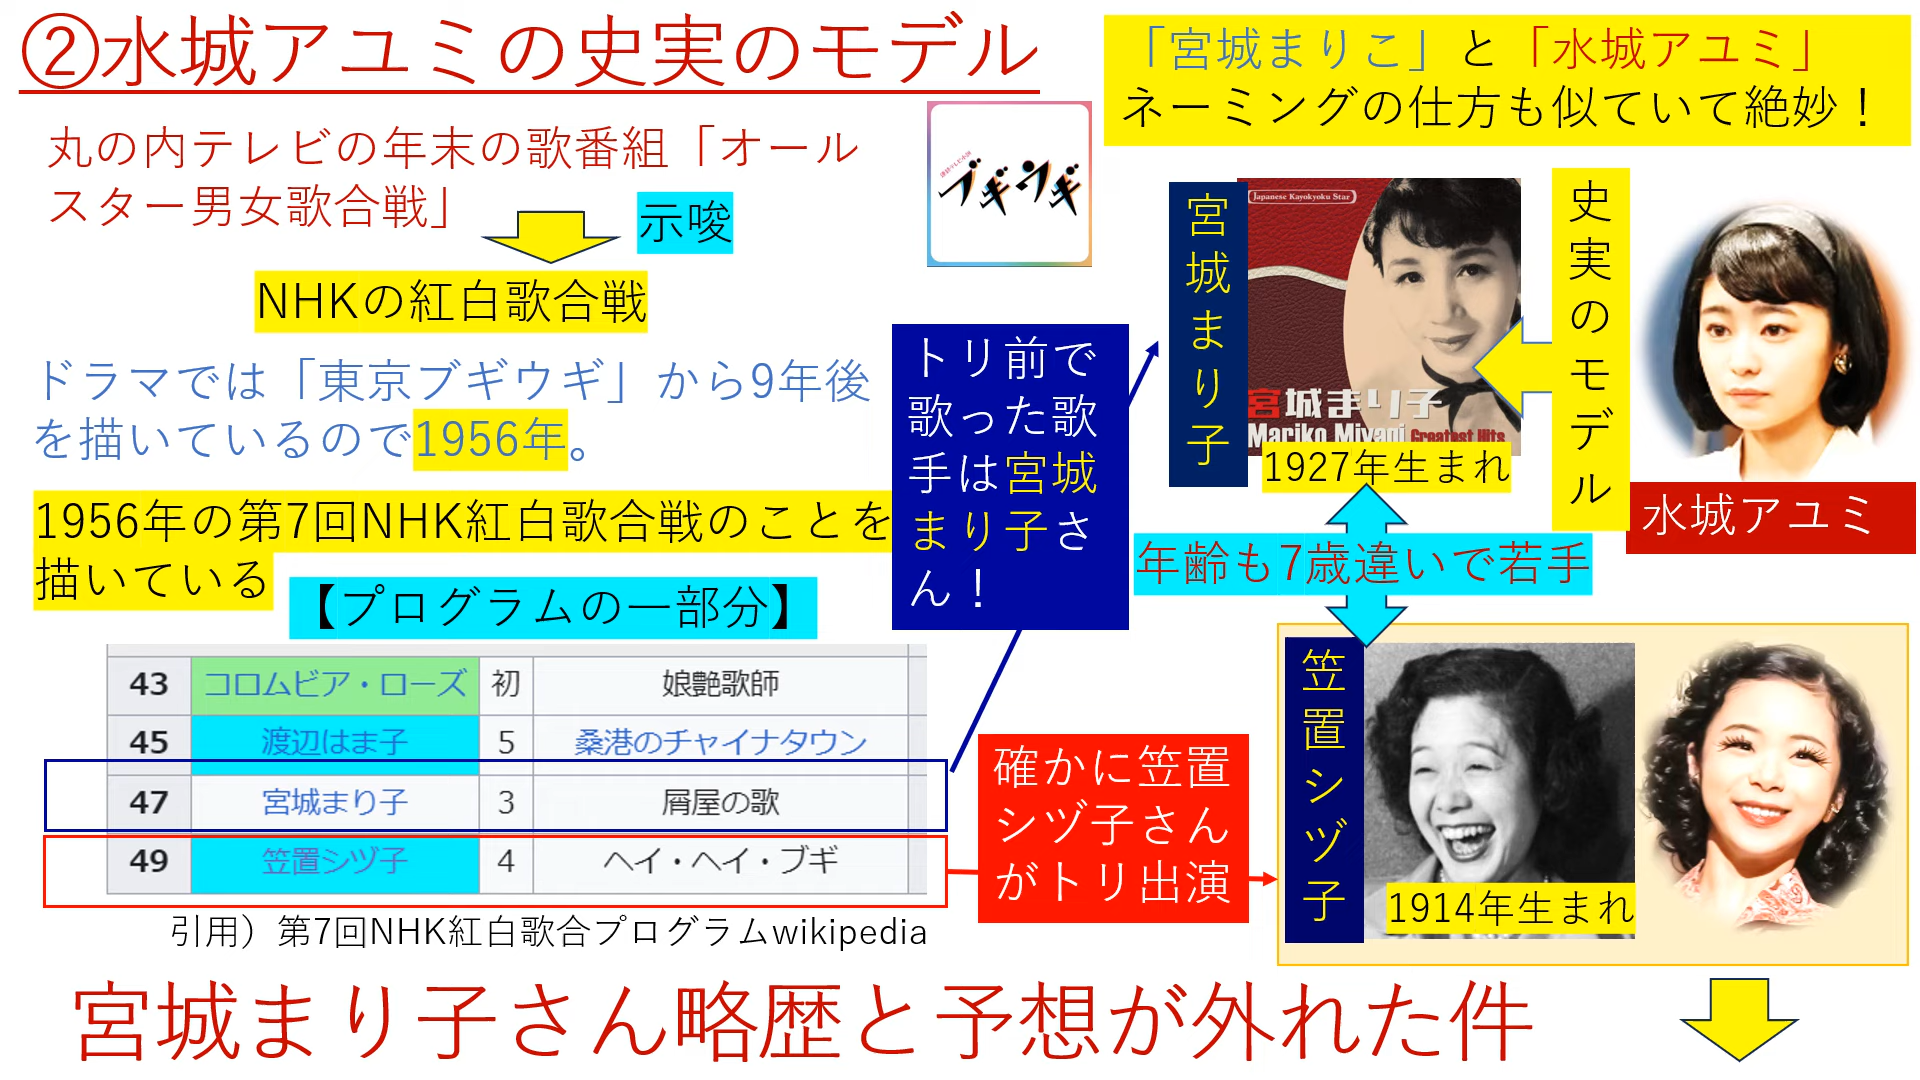 ②水城アユミの史実のモデル
「宮城まりこ」と「水城アユミ」
ネーミングの仕方も似ていて絶妙！
丸の内テレビの年末の歌番組「オール
スター男女歌合戦」
示唆
NHKの紅白歌合戦
連続テレビ小説
ブギウギ
ドラマでは「東京ブギウギ」から9年後
を描いているので1956年。
1956年の第7回NHK紅白歌合戦のことを
描いている
【プログラムの一部分】
43 コロムビア・ローズ 初 娘艶歌師
45 渡辺はま子 5 桑港のチャイナタウン
47 宮城まり子 3 屑屋の歌
49 笠置シヅ子 4 ヘイ・ヘイ・ブギ
引用）第7回NHK紅白歌合プログラムwikipedia
トリ前で
歌った歌
手は宮城
まり子さ
ん！
宮城まり子
Japanese Kayokyoku Star
宮城まり子
Mariko Miyagi Greatest Hits
1927年生まれ
史実のモデル
水城アユミ
年齢も7歳違いで若手
確かに笠置
シヅ子さん
がトリ出演
笠置シヅ子
1914年生まれ
宮城まり子さん略歴と予想が外れた件